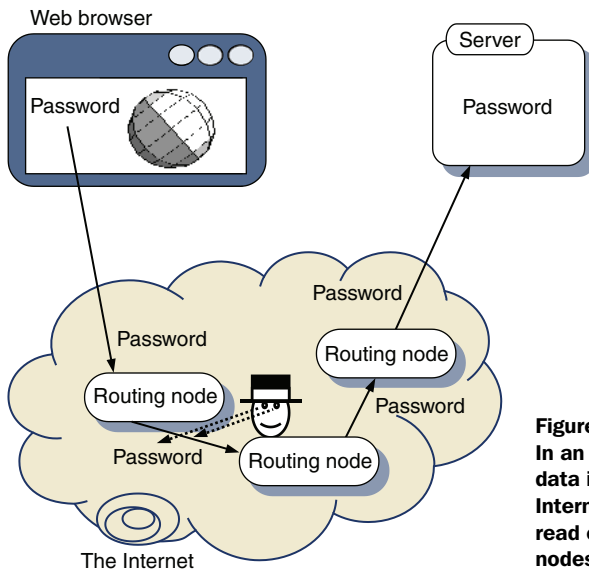 Web browser
Server
Password
Password
Password
Password
Routing node
Routing node
Password
Password
Routing node
The Internet
Figure
In an
data i
Intern
read
nodes